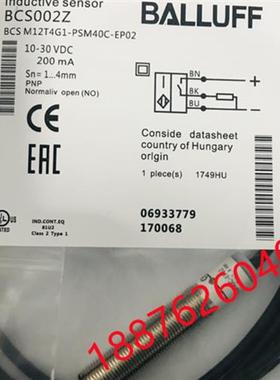 Inductive sensor
BALLUFF
BCS002Z
BCS M12T4G1-PSM40C-EP02
10-30 VDC
200 mA
Sn= 1...4mm
PNP
Normaliv open (NO)
BN
BK
BU
CE
EAC
Conside datasheet
country of Hungary
orlgin
1 piece(s) 1749HU
IND.CONT.EQ
81U2
Class 2 Type 1
06933779
170068
188762604